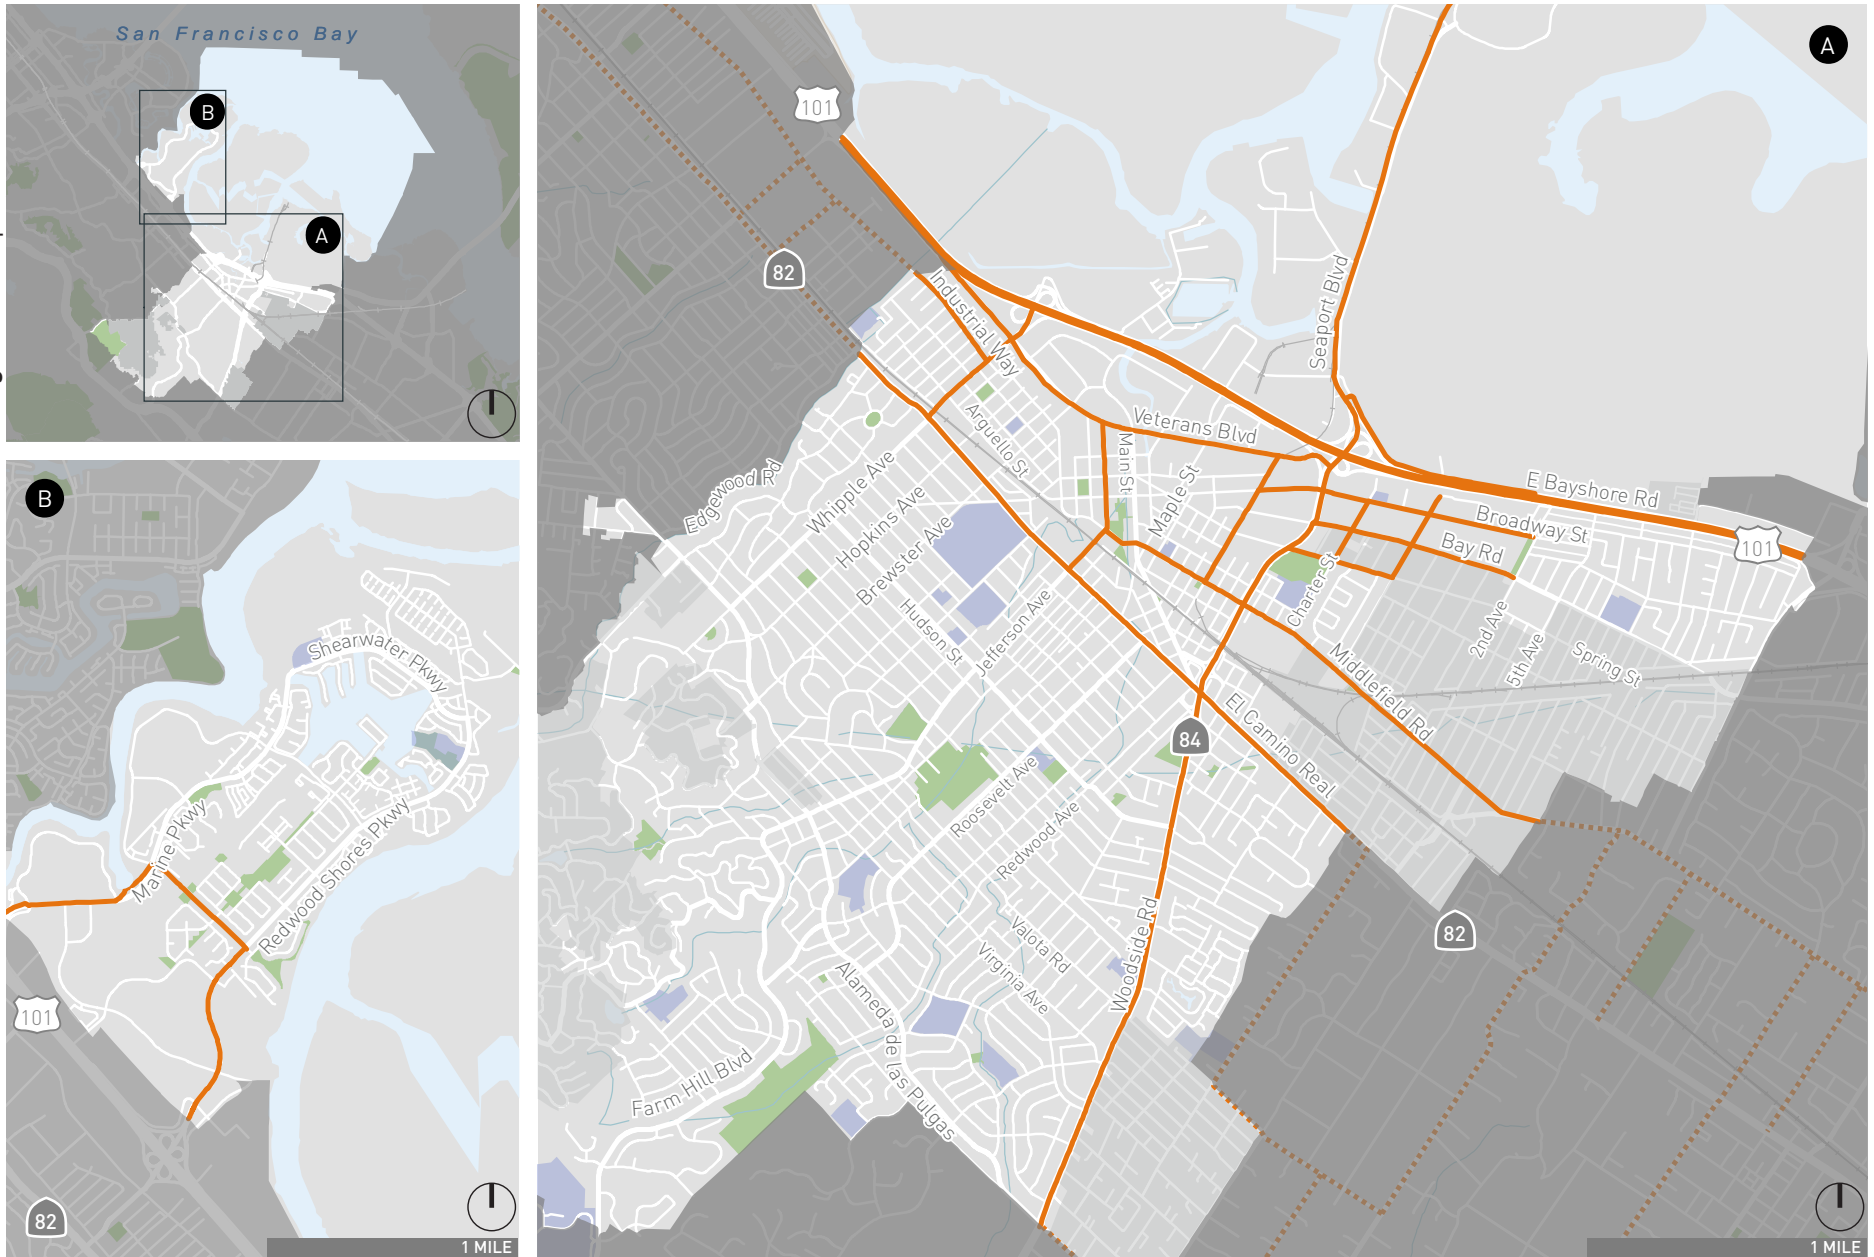 San Francisco Bay
B
A
B
Shearwater Pkwy
Marine Pkwy
Redwood Shores Pkwy
101
82
1 MILE
A
101
82
Industrial Way
Seaport Blvd
Arguello St
Veterans Blvd
Main St
Maple St
E Bayshore Rd
Broadway St
Bay Rd
101
Edgewood Rd
Whipple Ave
Hopkins Ave
Brewster Ave
Hudson St
Jefferson Ave
Charter St
2nd Ave
5th Ave
Spring St
Middlefield Rd
El Camino Real
84
Roosevelt Ave
Redwood Ave
Valota Rd
Virginia Ave
Woodside Rd
82
Alameda de las Pulgas
Farm Hill Blvd
1 MILE